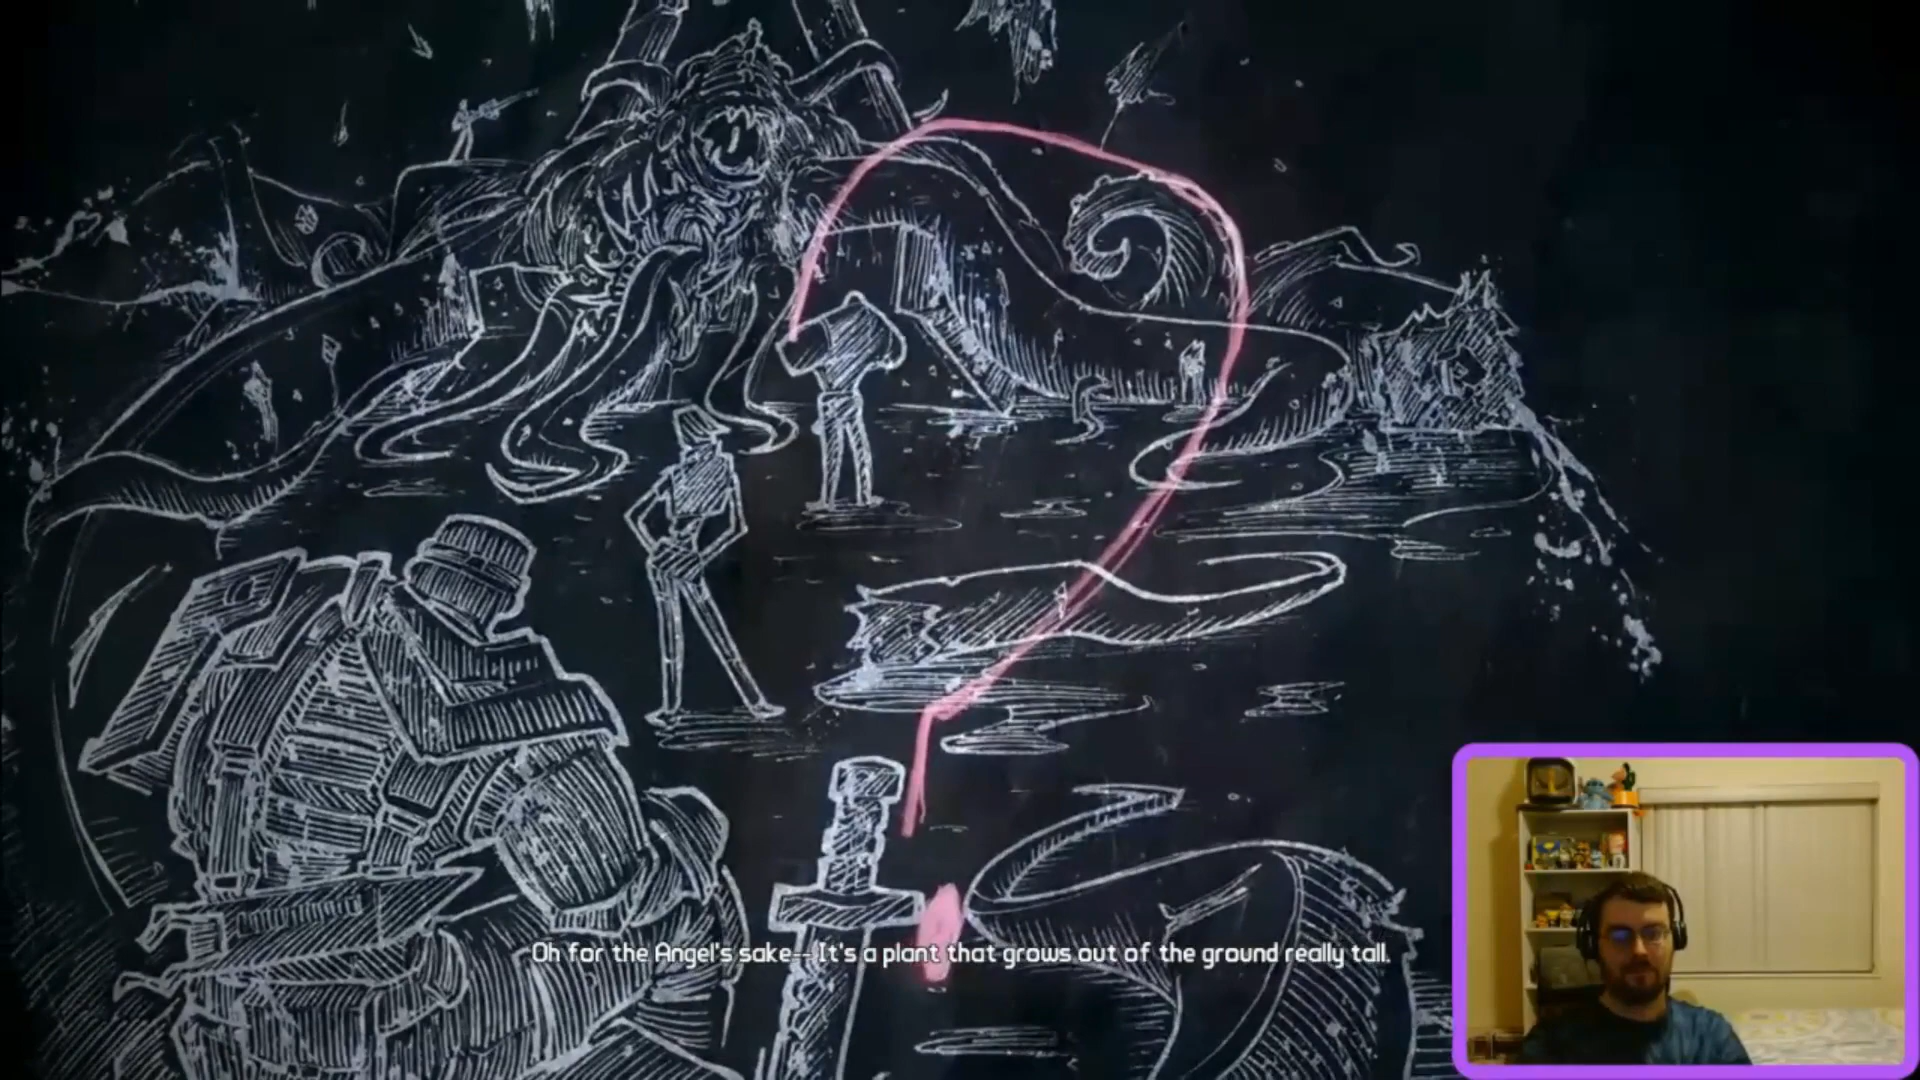 Oh for the Angel's sake-- It's a plant that grows out of the ground really tall.